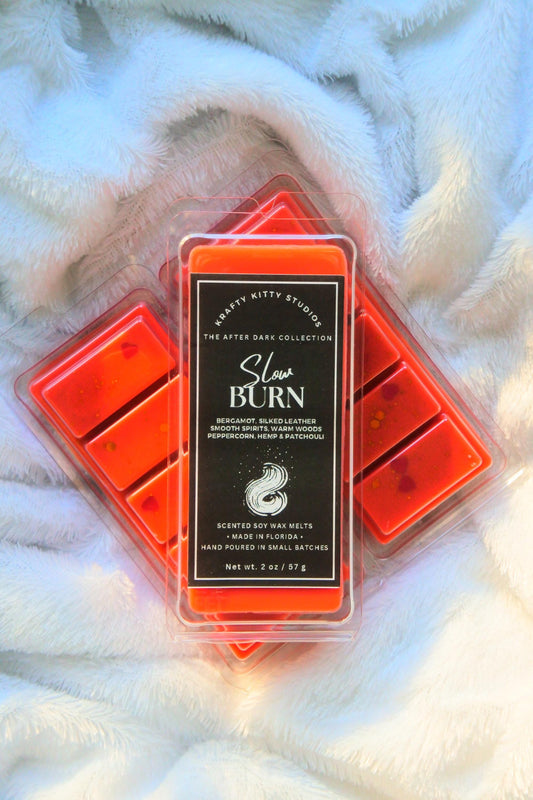 KRAFTY KITTY STUDIOS
THE AFTER DARK COLLECTION
Slow
BURN
BERGAMOT, SILKED LEATHER
SMOOTH SPIRITS, WARM WOODS
PEPPERCORN, HEMP & PATCHOULI
SCENTED SOY WAX MELTS
• MADE IN FLORIDA •
HAND POURED IN SMALL BATCHES
Net wt. 2 oz / 57 g